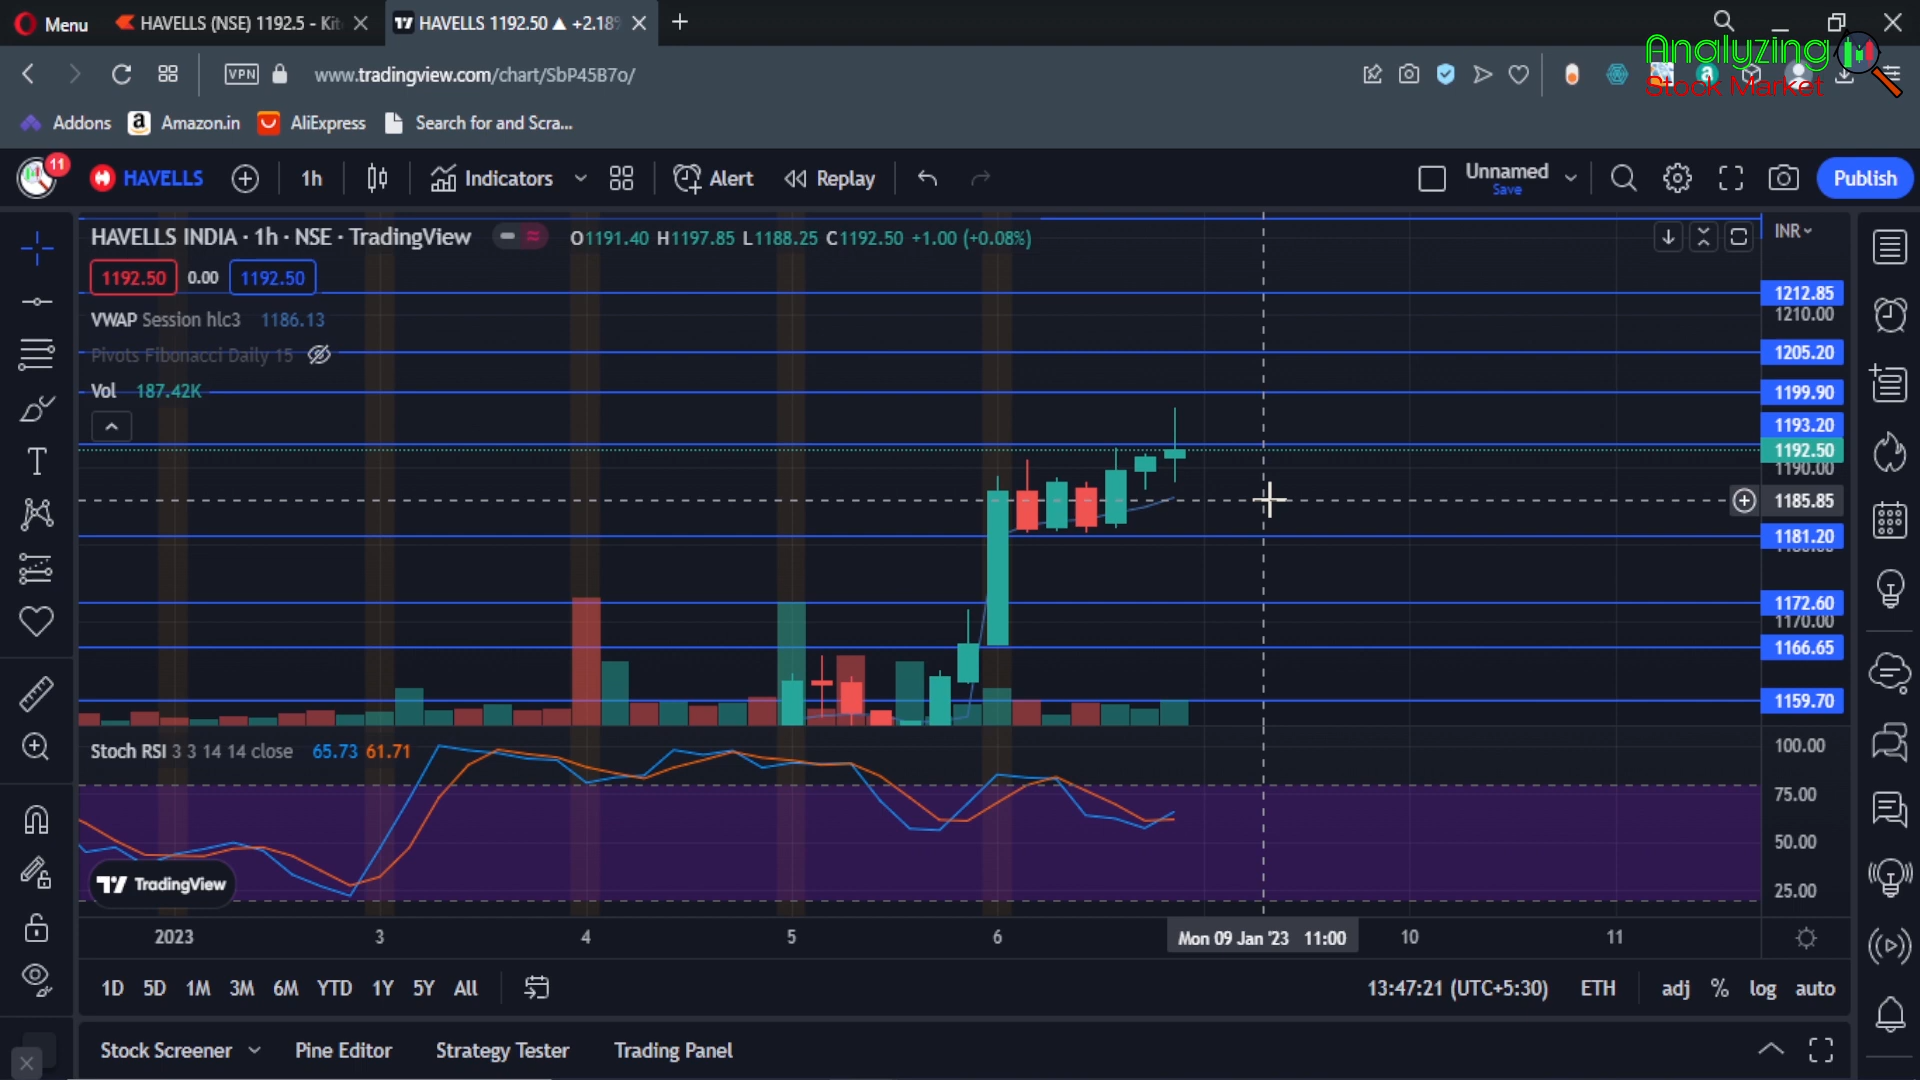 Menu
HAVELLS (NSE) 1192.5 - Kit
HAVELLS 1192.50 ▲ +2.18%
Analyzing
Stock Market
VPN
www.tradingview.com/chart/SbP45B7o/
Addons
Amazon.in
AliExpress
Search for and Scra...
11
HAVELLS
1h
Indicators
Alert
Replay
Unnamed
Save
Publish
HAVELLS INDIA · 1h · NSE · TradingView
O1191.40 H1197.85 L1188.25 C1192.50 +1.00 (+0.08%)
INR
1192.50 0.00 1192.50
VWAP Session hlc3 1186.13
Pivots Fibonacci Daily 15
Vol 187.42K
1212.85
1210.00
1205.20
1199.90
1193.20
1192.50
1190.00
1185.85
1181.20
1172.60
1170.00
1166.65
1159.70
Stoch RSI 3 3 14 14 close 65.73 61.71
100.00
75.00
50.00
25.00
TradingView
2023 3 4 5 6 Mon 09 Jan '23 11:00 10 11
1D 5D 1M 3M 6M YTD 1Y 5Y All
13:47:21 (UTC+5:30) ETH adj % log auto
Stock Screener Pine Editor Strategy Tester Trading Panel